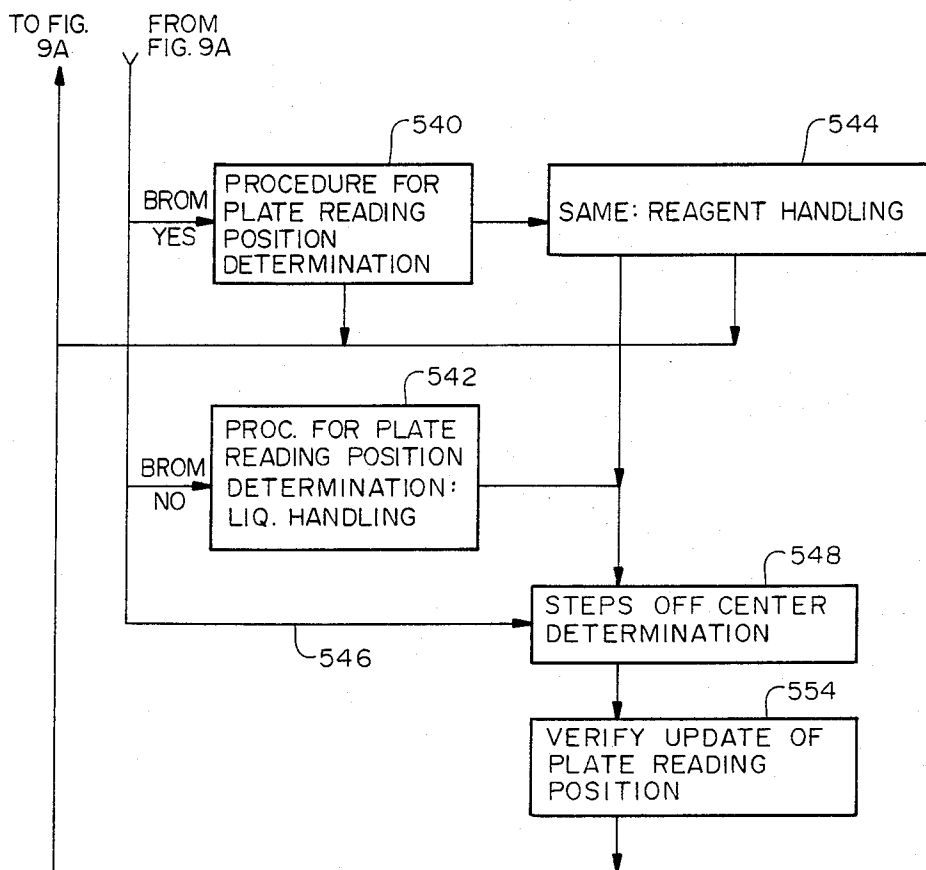 TO FIG.
9A
FROM
FIG. 9A
540
544
BROM
YES
PROCEDURE FOR
PLATE READING
POSITION
DETERMINATION
SAME: REAGENT HANDLING
542
BROM
NO
PROC. FOR PLATE
READING POSITION
DETERMINATION:
LIQ. HANDLING
546
548
STEPS OFF CENTER
DETERMINATION
554
VERIFY UPDATE OF
PLATE READING
POSITION